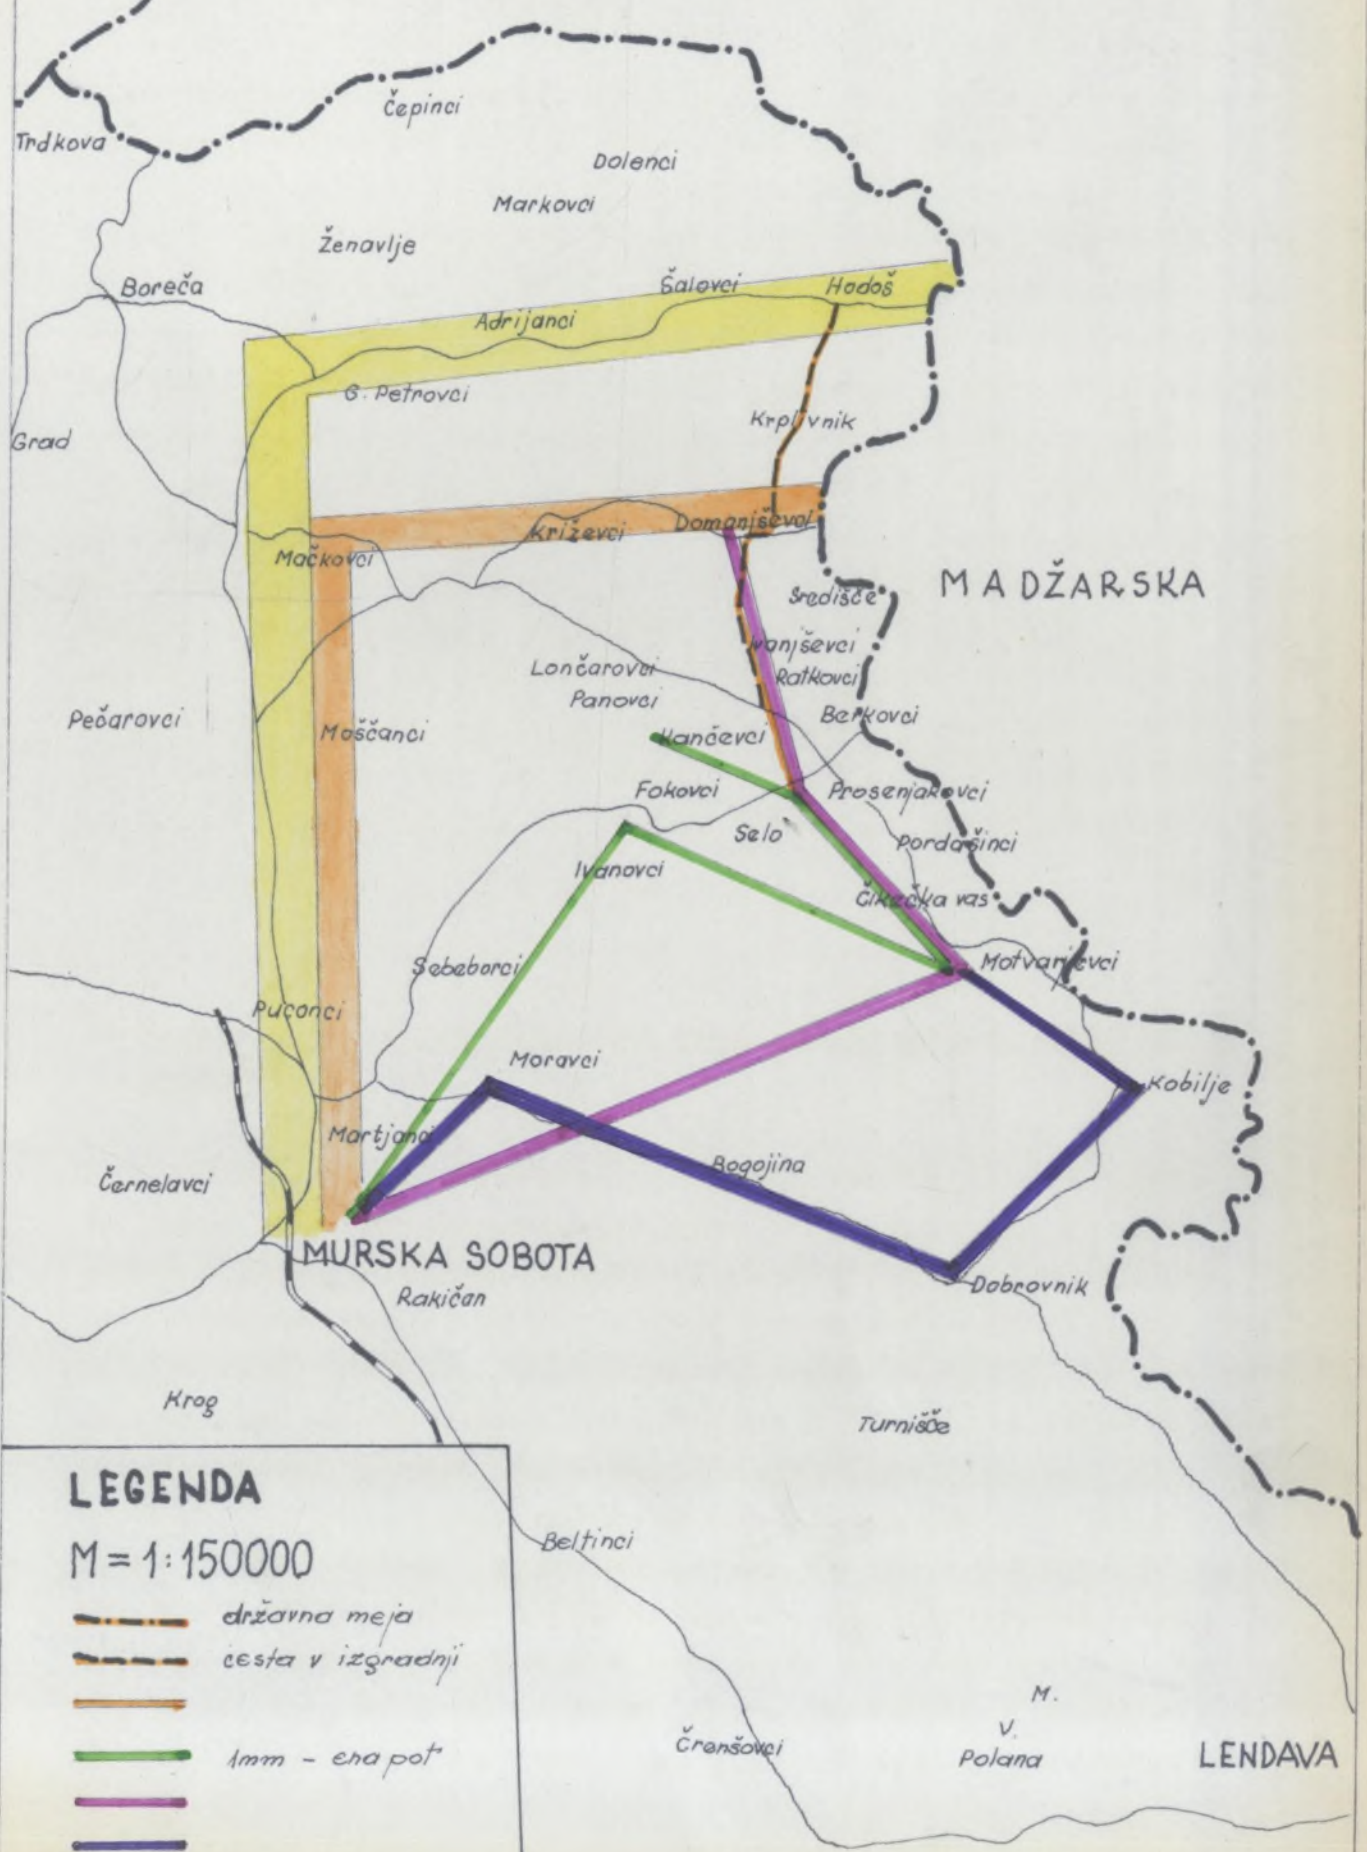 Čepinci
Trdkova
Dolenci
Markovci
Ženavlje
Boreča
Šalovci
Hodoš
Adrijanci
G. Petrovci
Krplivnik
Grad
Križevci
Domanjševci
Mačkovci
MADŽARSKA
Središče
Ivanjševci
Lončarovci
Ratkovci
Panovci
Pečarovci
Moščanci
Berkovci
Kančevci
Fokovci
Prosenjakovci
Selo
Pordašinci
Ivanovci
Čikečka vas
Sebeborci
Motvarjevci
Puconci
Moravci
Kobilje
Martjanci
Bogojina
Černelavci
MURSKA SOBOTA
Rakičan
Dobrovnik
Krog
Turnišče
LEGENDA
M = 1:150000
Beltinci
državna meja
cesta v izgradnji
1mm - ena pot
M.
V.
Polana
Črenšovci
LENDAVA